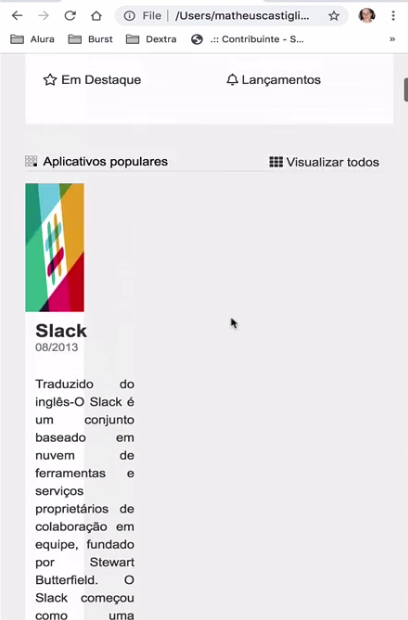 File | /Users/matheuscastigli...
Alura Burst Dextra .:: Contribuinte - S... »
Em Destaque Lançamentos
Aplicativos populares Visualizar todos
Slack
08/2013
Traduzido do
inglês-O Slack é
um conjunto
baseado em
nuvem de
ferramentas e
serviços
proprietários de
colaboração em
equipe, fundado
por Stewart
Butterfield. O
Slack começou
como uma